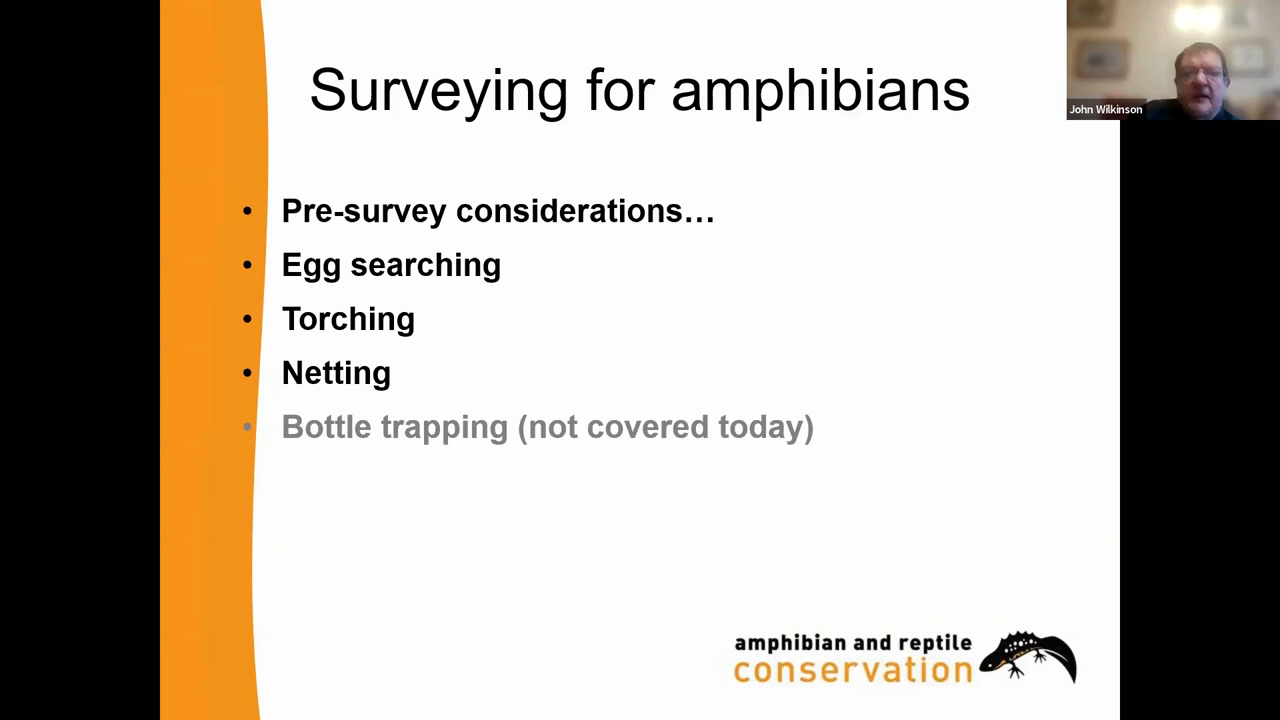 Surveying for amphibians
John Wilkinson
• Pre-survey considerations…
• Egg searching
• Torching
• Netting
• Bottle trapping (not covered today)
amphibian and reptile
conservation